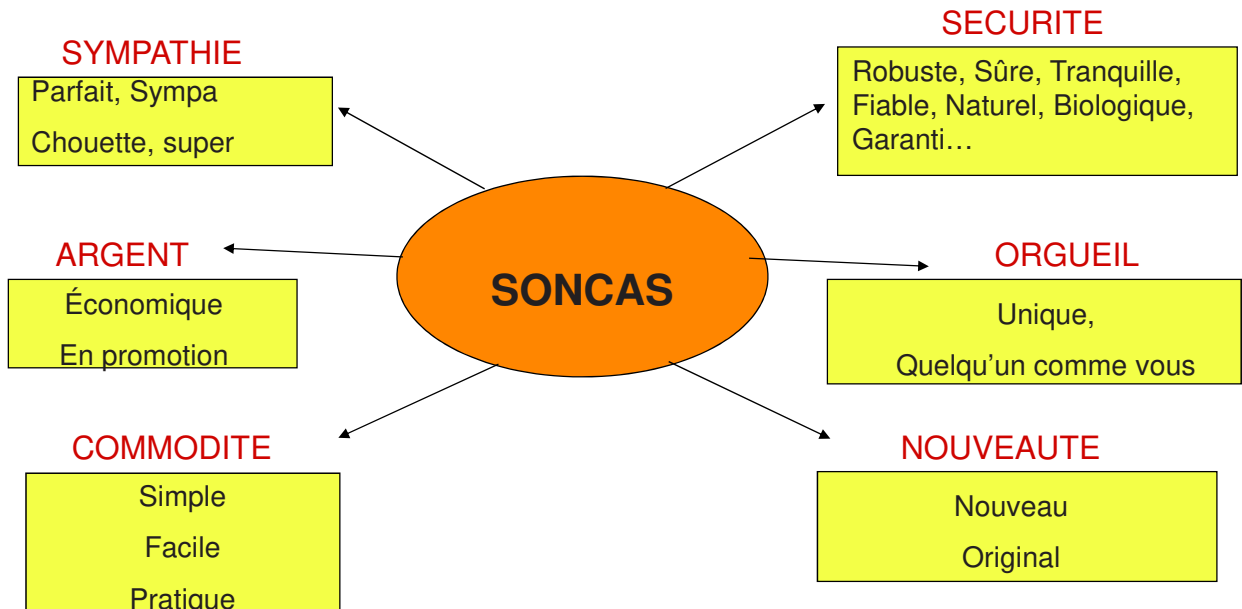 SYMPATHIE
Parfait, Sympa
Chouette, super
SECURITE
Robuste, Sûre, Tranquille,
Fiable, Naturel, Biologique,
Garanti…
ARGENT
Économique
En promotion
SONCAS
ORGUEIL
Unique,
Quelqu’un comme vous
COMMODITE
Simple
Facile
Pratique
NOUVEAUTE
Nouveau
Original